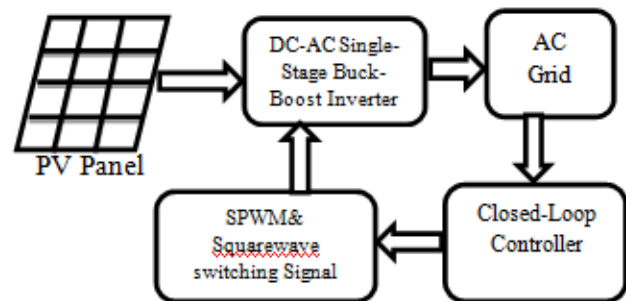 PV Panel
DC-AC Single-
Stage Buck-
Boost Inverter
AC
Grid
SPWM&
Squarewave
switching Signal
Closed-Loop
Controller